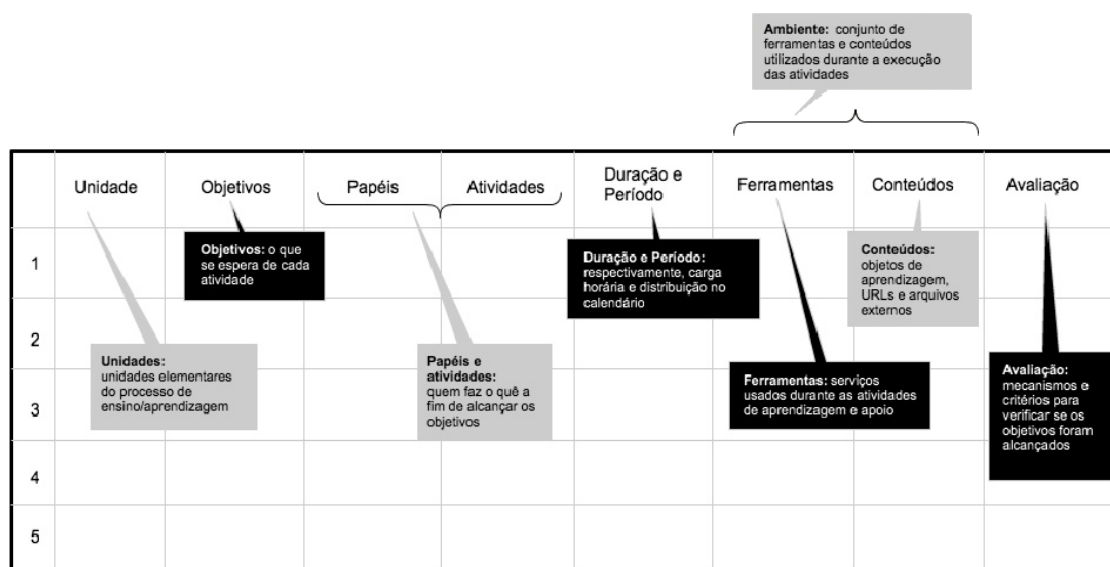 Ambiente: conjunto de
ferramentas e conteúdos
utilizados durante a execução
das atividades
Unidade
Objetivos
Papéis
Atividades
Duração e
Período
Ferramentas
Conteúdos
Avaliação
1
2
3
4
5
Objetivos: o que
se espera de cada
atividade
Duração e Período:
respectivamente, carga
horária e distribuição no
calendário
Conteúdos:
objetos de
aprendizagem,
URLs e arquivos
externos
Unidades:
unidades elementares
do processo de
ensino/aprendizagem
Papéis e
atividades:
quem faz o quê a
fim de alcançar os
objetivos
Ferramentas: serviços
usados durante as atividades
de aprendizagem e apoio
Avaliação:
mecanismos e
critérios para
verificar se os
objetivos foram
alcançados